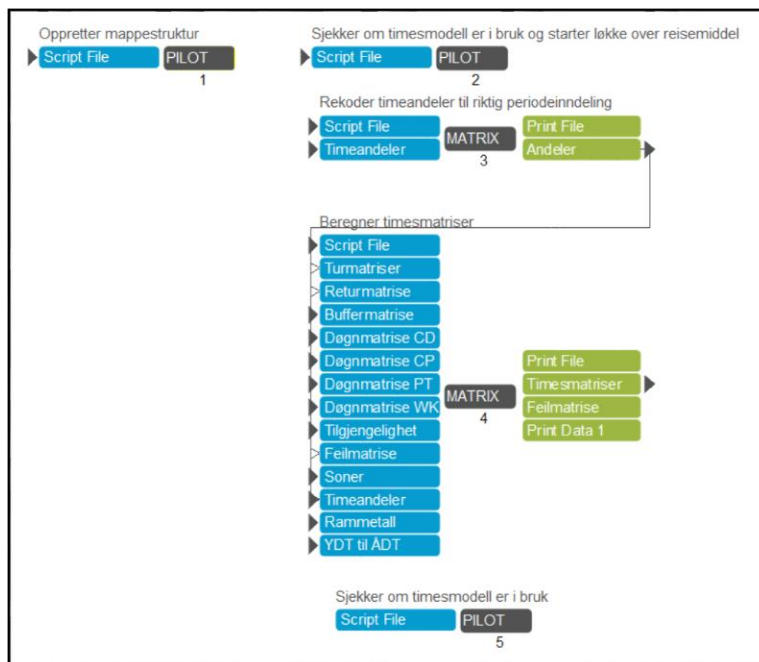 Oppretter mappestruktur
Script File PILOT
1
Sjekker om timesmodell er i bruk og starter løkke over reisemiddel
Script File PILOT
2
Rekoder timeandeler til riktig periodeinndeling
Script File Print File
Timeandeler MATRIX Andeler
3
Beregner timesmatriser
Script File
Turmatriser
Returmatrise
Buffermatrise
Døgnmatrise CD
Døgnmatrise CP Print File
Døgnmatrise PT Timesmatriser
Døgnmatrise WK MATRIX Feilmatrise
Tilgjengelighet 4 Print Data 1
Feilmatrise
Soner
Timeandeler
Rammetall
YDT til ÅDT
Sjekker om timesmodell er i bruk
Script File PILOT
5